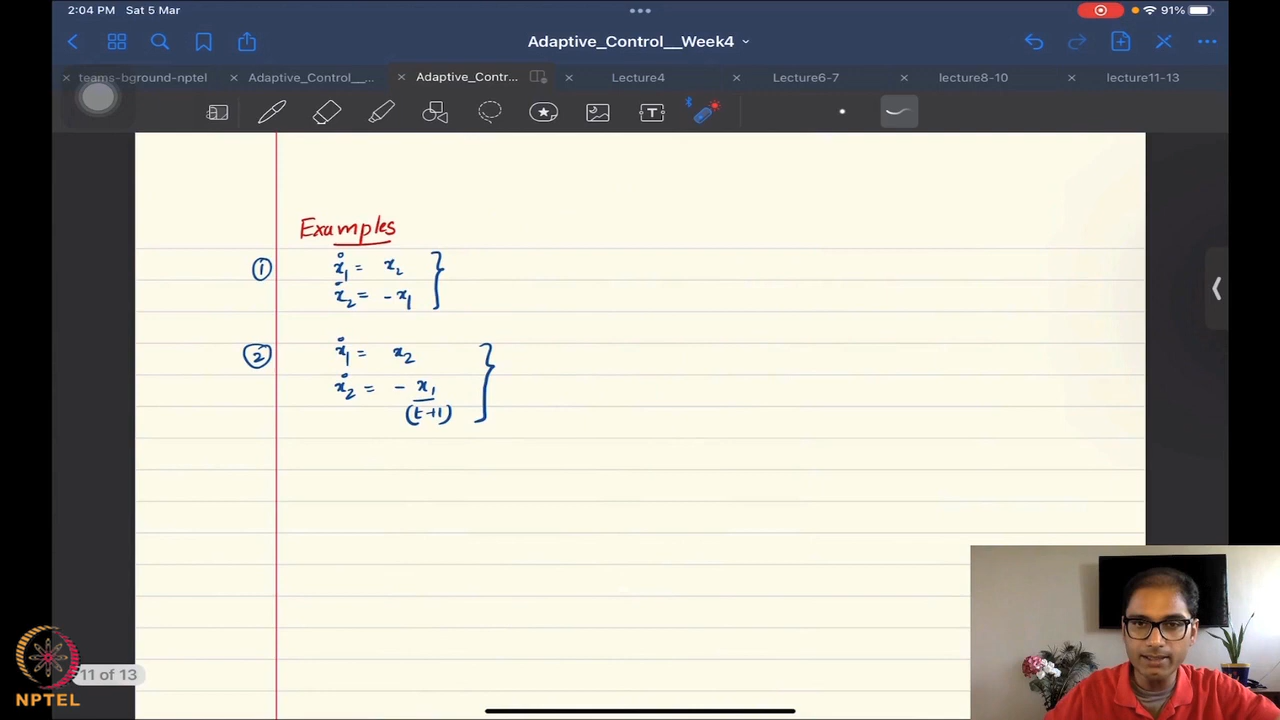 2:04 PM Sat 5 Mar
91%
Adaptive_Control__Week4
teams-bground-nptel
Adaptive_Control__...
Adaptive_Contr...
Lecture4
Lecture6-7
lecture8-10
lecture11-13
Examples
① ẋ₁ = x₂
ẋ₂ = -x₁
② ẋ₁ = x₂
ẋ₂ = - x₁
(t+1)
11 of 13
NPTEL